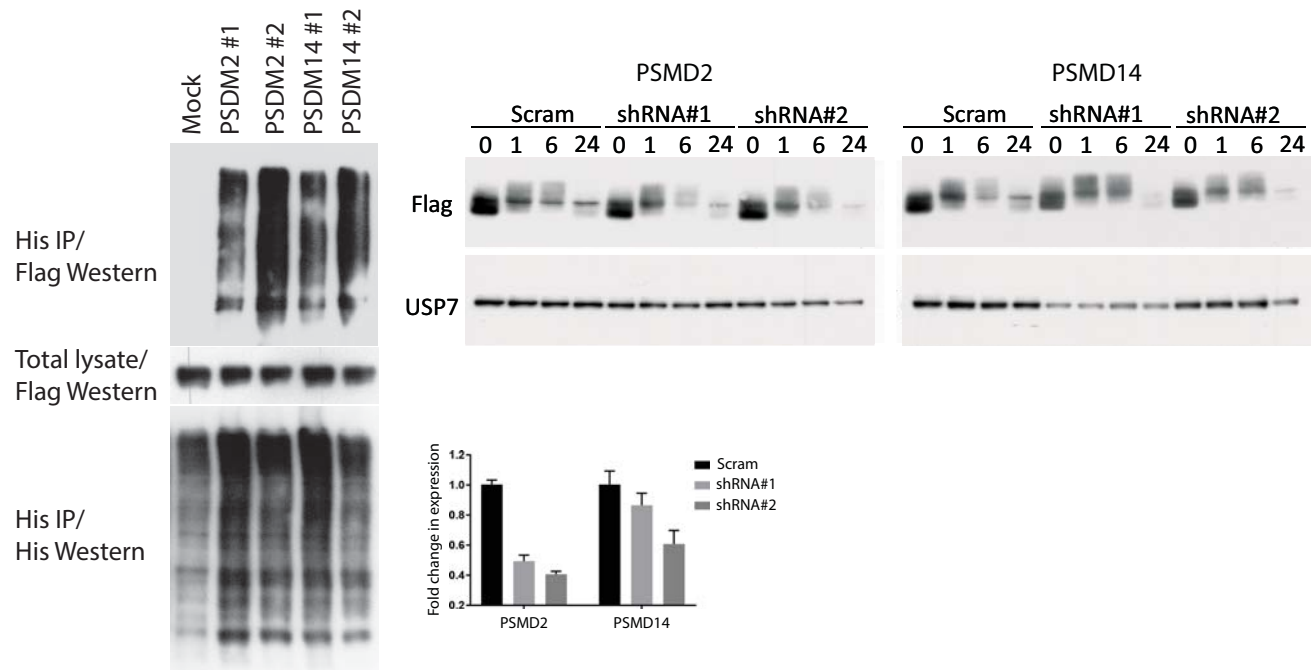 Mock
PSDM2 #1
PSDM2 #2
PSDM14 #1
PSDM14 #2
His IP/
Flag Western
Total lysate/
Flag Western
His IP/
His Western
PSMD2
PSMD14
Scram shRNA#1 shRNA#2
Scram shRNA#1 shRNA#2
0 1 6 24 0 1 6 24 0 1 6 24
0 1 6 24 0 1 6 24 0 1 6 24
Flag
USP7
Fold change in expression
1.2
1.0
0.8
0.6
0.4
0.2
PSMD2
PSMD14
Scram
shRNA#1
shRNA#2